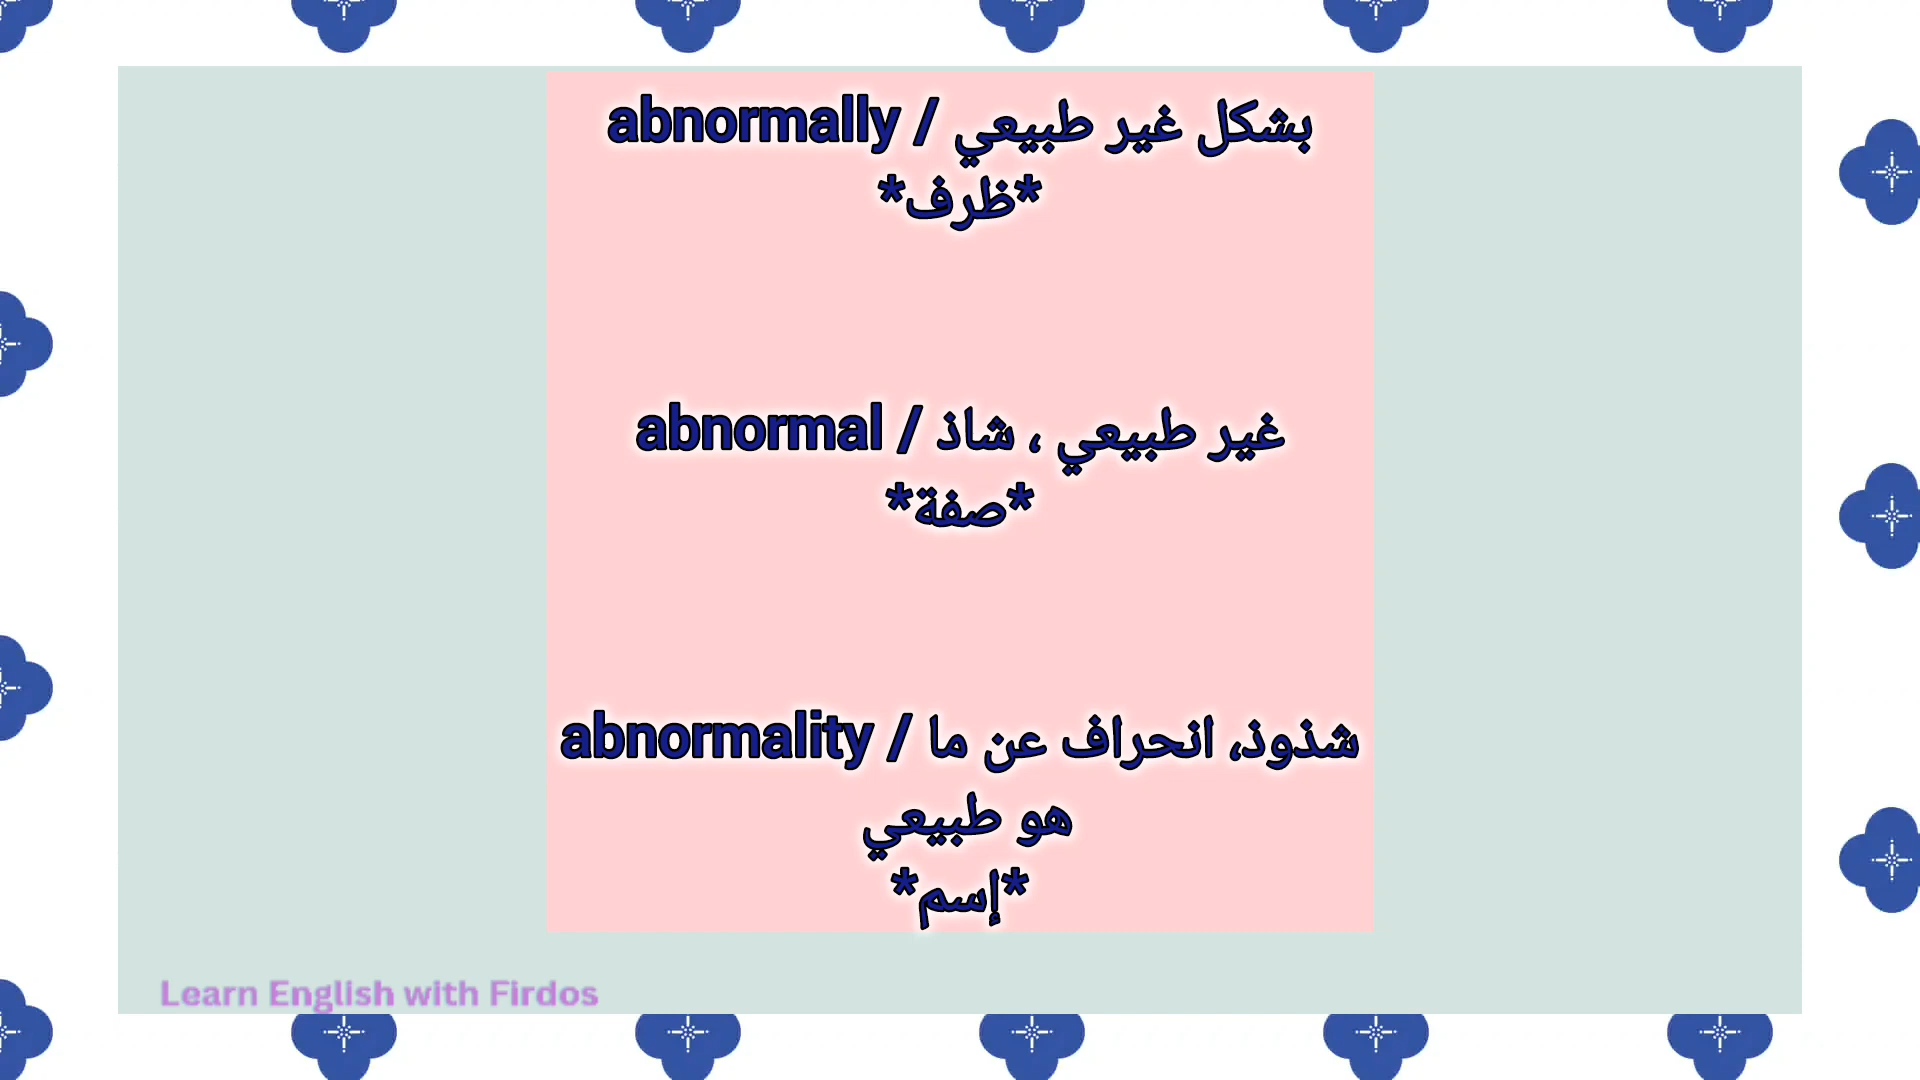 abnormally / بشكل غير طبيعي
*ظرف*
abnormal / غير طبيعي ، شاذ
*صفة*
abnormality / شذوذ، انحراف عن ما
هو طبيعي
*إسم*
Learn English with Firdos